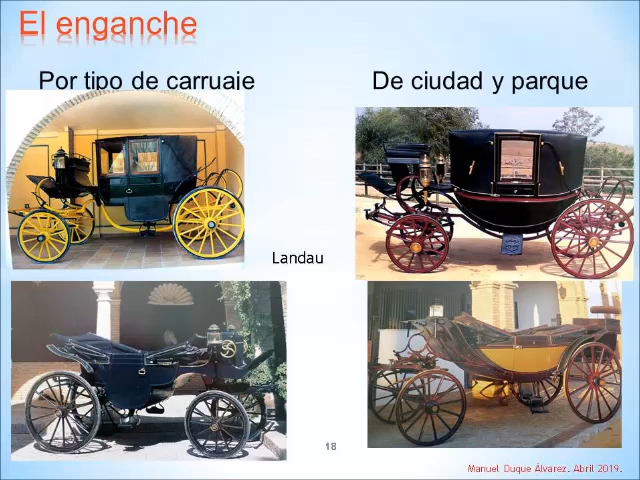 El enganche
Por tipo de carruaje
De ciudad y parque
Landau
18
Manuel Duque Álvarez. Abril 2019.